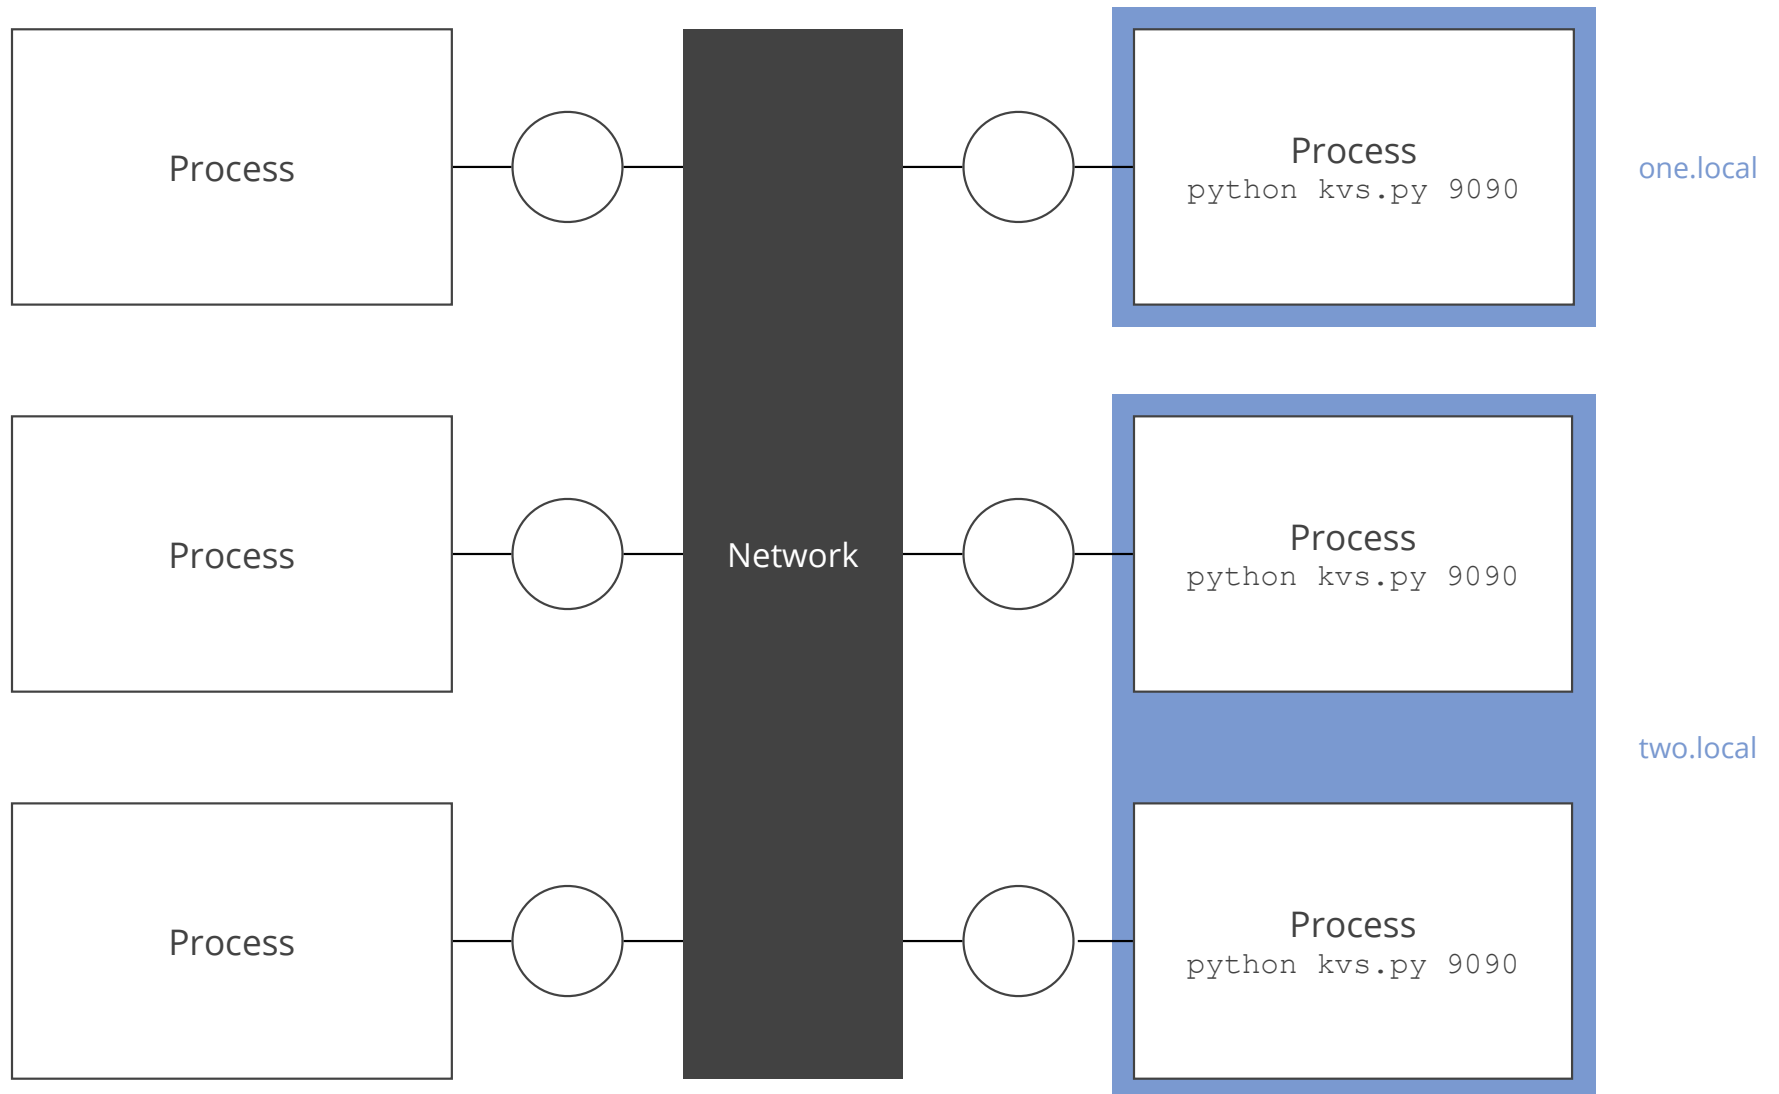 Process
Process
python kvs.py 9090
one.local
Process
Network
Process
python kvs.py 9090
two.local
Process
Process
python kvs.py 9090